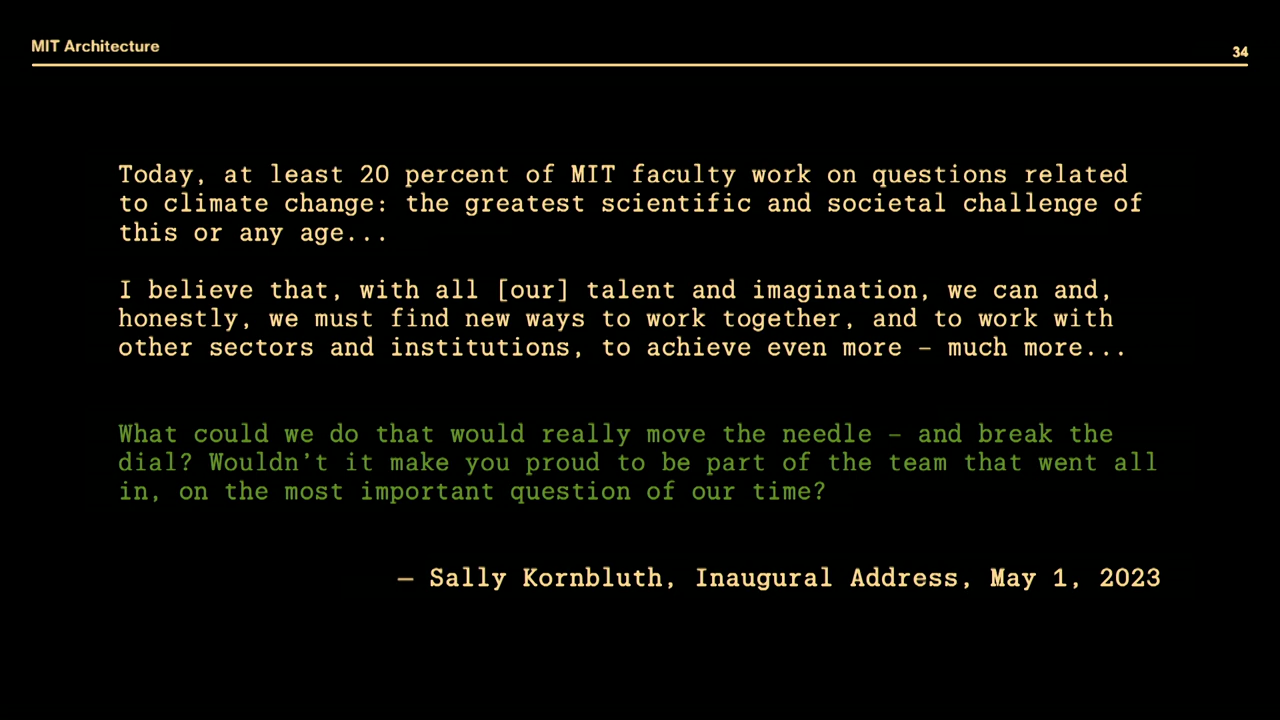 MIT Architecture
34
Today, at least 20 percent of MIT faculty work on questions related
to climate change: the greatest scientific and societal challenge of
this or any age...
I believe that, with all [our] talent and imagination, we can and,
honestly, we must find new ways to work together, and to work with
other sectors and institutions, to achieve even more – much more...
What could we do that would really move the needle – and break the
dial? Wouldn't it make you proud to be part of the team that went all
in, on the most important question of our time?
— Sally Kornbluth, Inaugural Address, May 1, 2023